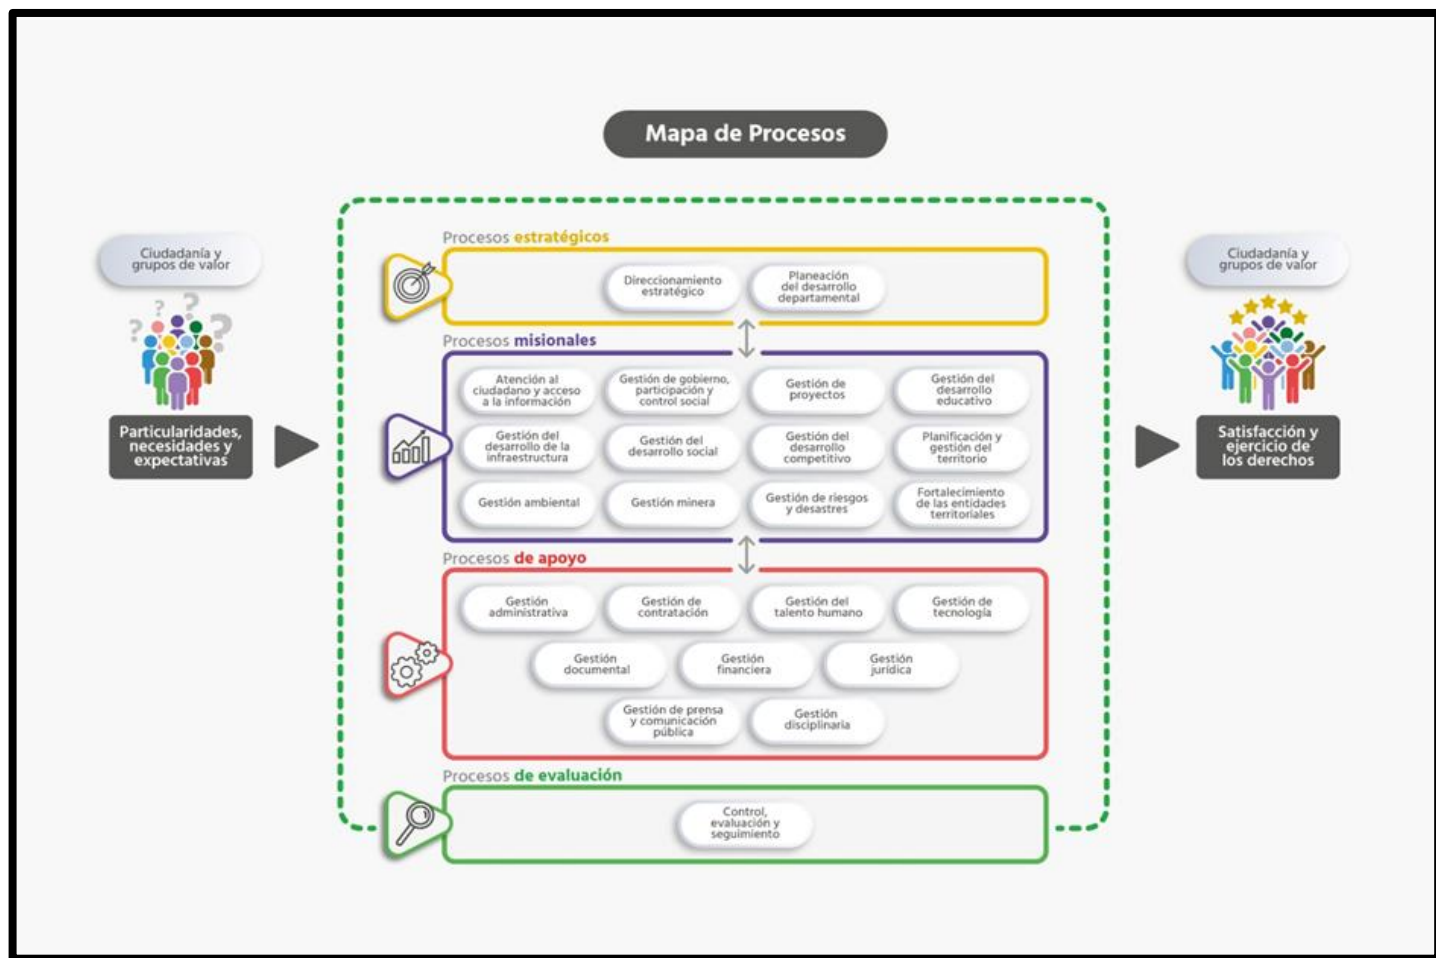 Mapa de Procesos
Ciudadanía y
grupos de valor
?
?
?
?
Particularidades,
necesidades y
expectativas
Procesos estratégicos
Direccionamiento
estratégico
Planeación
del desarrollo
departamental
Procesos misionales
Atención al
ciudadano y acceso
a la información
Gestión de gobierno,
participación y
control social
Gestión de
proyectos
Gestión del
desarrollo
educativo
Gestión del
desarrollo de la
infraestructura
Gestión del
desarrollo social
Gestión del
desarrollo
competitivo
Planificación y
gestión del
territorio
Gestión ambiental
Gestión minera
Gestión de riesgos
y desastres
Fortalecimiento
de las entidades
territoriales
Procesos de apoyo
Gestión
administrativa
Gestión de
contratación
Gestión del
talento humano
Gestión de
tecnología
Gestión
documental
Gestión
financiera
Gestión
jurídica
Gestión de prensa
y comunicación
pública
Gestión
disciplinaria
Procesos de evaluación
Control,
evaluación y
seguimiento
Ciudadanía y
grupos de valor
Satisfacción y
ejercicio de
los derechos